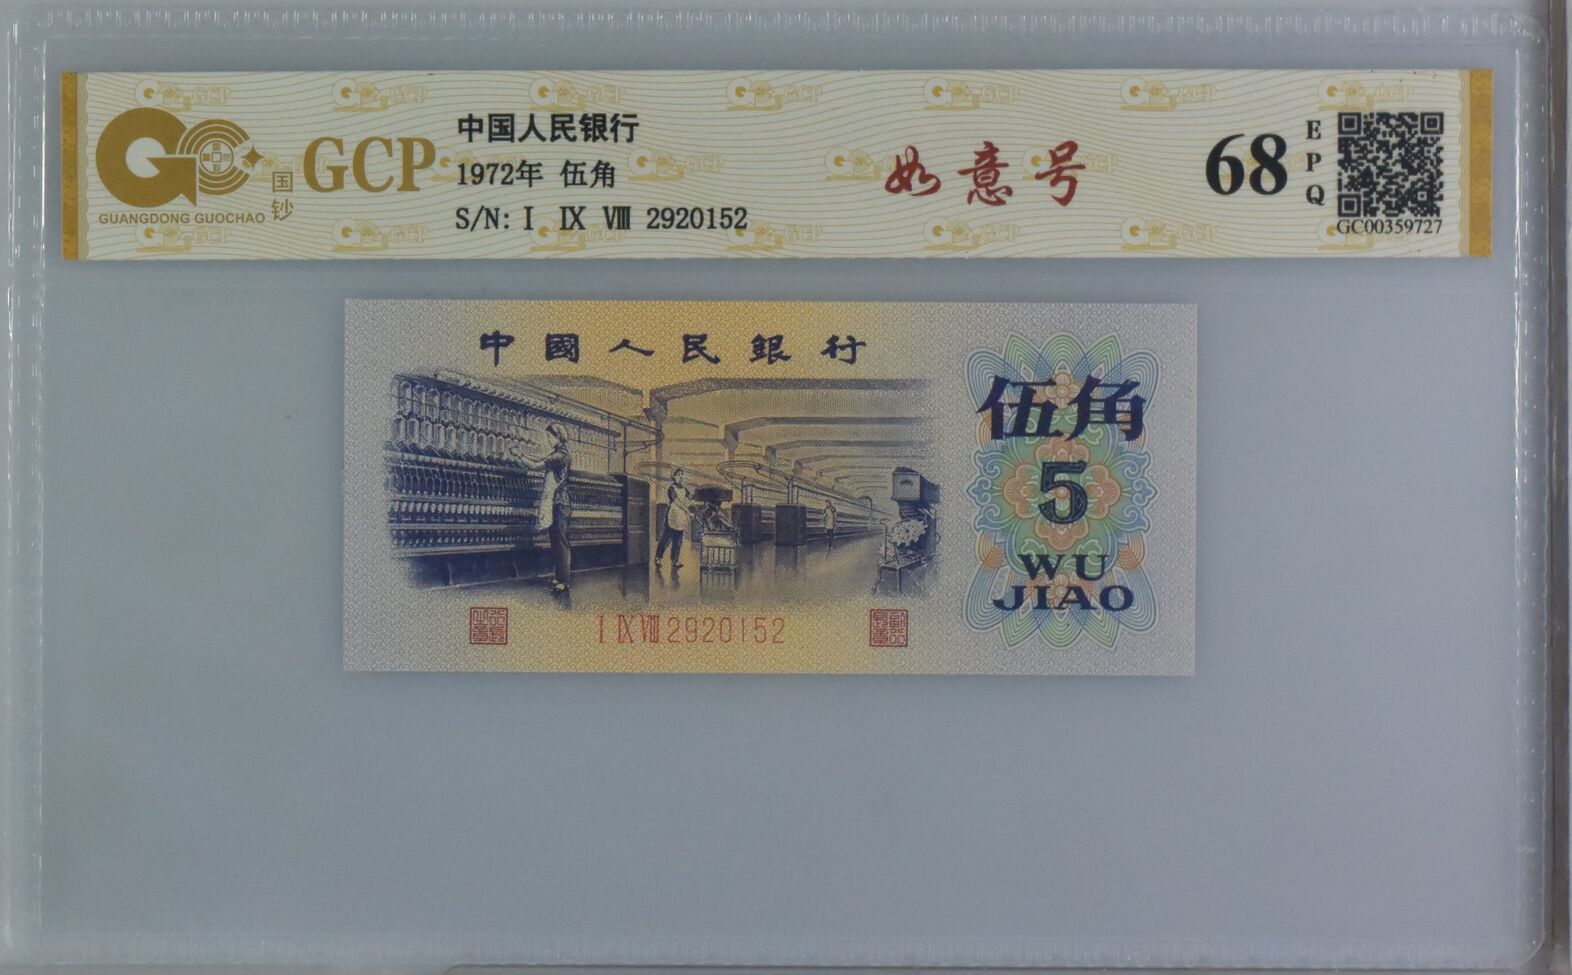 GUANGDONG GUOCHAO
国钞
GCP
中国人民银行
1972年 伍角
S/N: I IX VIII 2920152
如意号
68
EPQ
GC00359727
中國人民銀行
伍角
5
WU
JIAO
I IX VIII 2920152